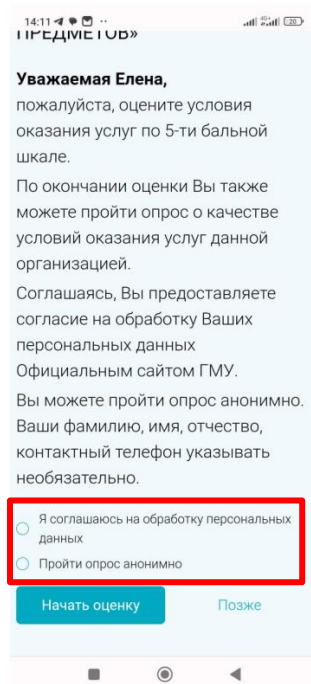 14:11
20
ПРЕДМЕТОВ»
Уважаемая Елена,
пожалуйста, оцените условия
оказания услуг по 5-ти бальной
шкале.
По окончании оценки Вы также
можете пройти опрос о качестве
условий оказания услуг данной
организацией.
Соглашаясь, Вы предоставляете
согласие на обработку Ваших
персональных данных
Официальным сайтом ГМУ.
Вы можете пройти опрос анонимно.
Ваши фамилию, имя, отчество,
контактный телефон указывать
необязательно.
Я соглашаюсь на обработку персональных
данных
Пройти опрос анонимно
Начать оценку Позже